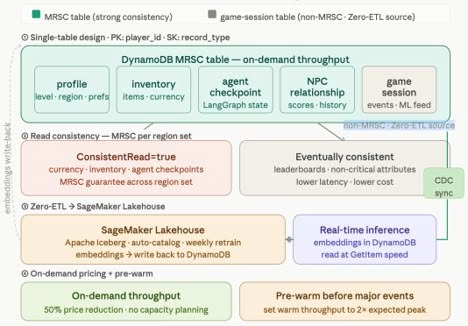 MRSC table (strong consistency)
game-session table (non-MRSC · Zero-ETL source)
① Single-table design · PK: player_id · SK: record_type
DynamoDB MRSC table — on-demand throughput
profile
level · region · prefs
inventory
items · currency
agent
checkpoint
LangGraph state
NPC
relationship
scores · history
game
session
events · ML feed
non-MRSC · Zero-ETL source
② Read consistency — MRSC per region set
ConsistentRead=true
currency · inventory · agent checkpoints
MRSC guarantee across region set
Eventually consistent
leaderboards · non-critical attributes
lower latency · lower cost
CDC
sync
embeddings write-back
③ Zero-ETL → SageMaker Lakehouse
SageMaker Lakehouse
Apache Iceberg · auto-catalog · weekly retrain
embeddings → write back to DynamoDB
Real-time inference
embeddings in DynamoDB
read at GetItem speed
④ On-demand pricing + pre-warm
On-demand throughput
50% price reduction · no capacity planning
Pre-warm before major events
set warm throughput to 2× expected peak